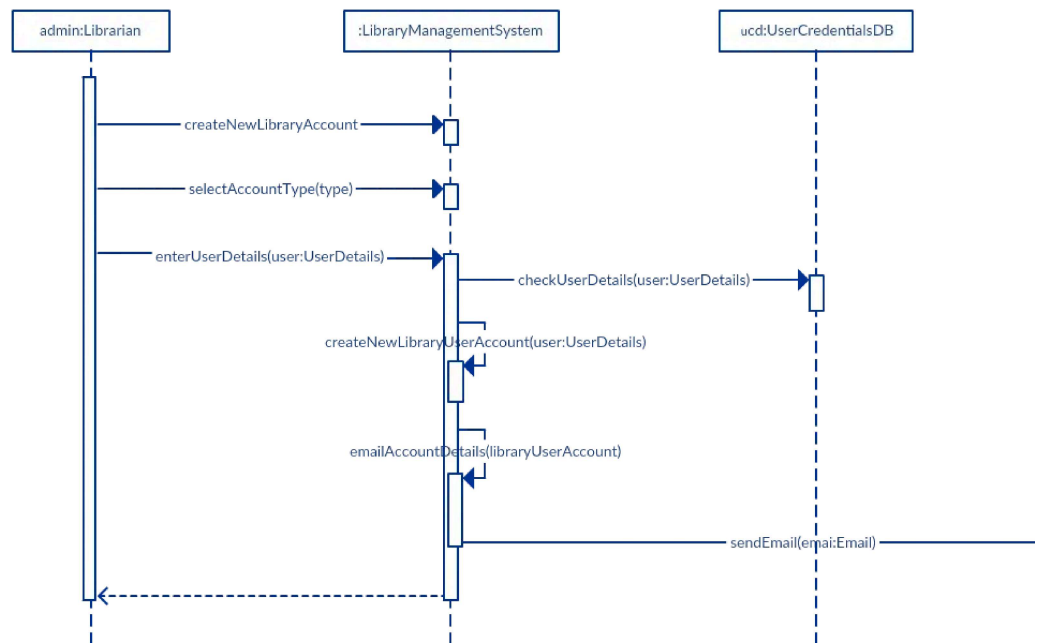 admin:Librarian
:LibraryManagementSystem
ucd:UserCredentialsDB
createNewLibraryAccount
selectAccountType(type)
enterUserDetails(user:UserDetails)
checkUserDetails(user:UserDetails)
createNewLibraryUserAccount(user:UserDetails)
emailAccountDetails(libraryUserAccount)
sendEmail(emai:Email)